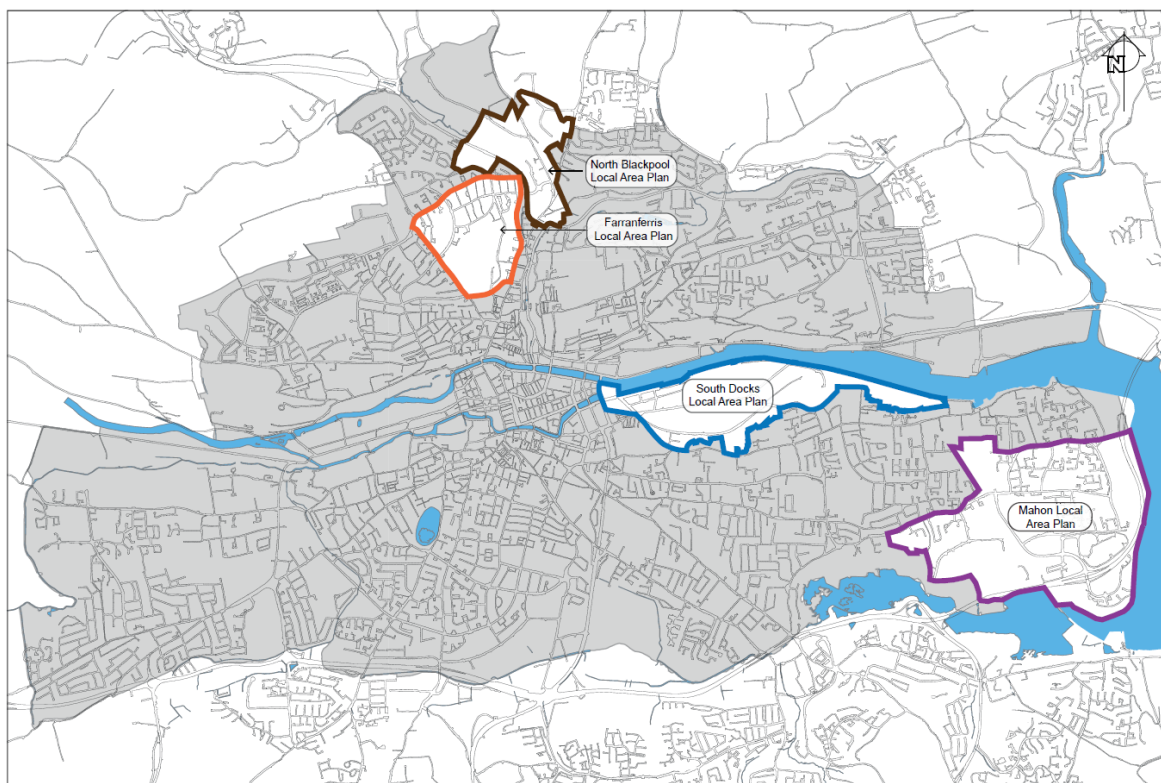 N
North Blackpool
Local Area Plan
Farranferris
Local Area Plan
South Docks
Local Area Plan
Mahon Local
Area Plan